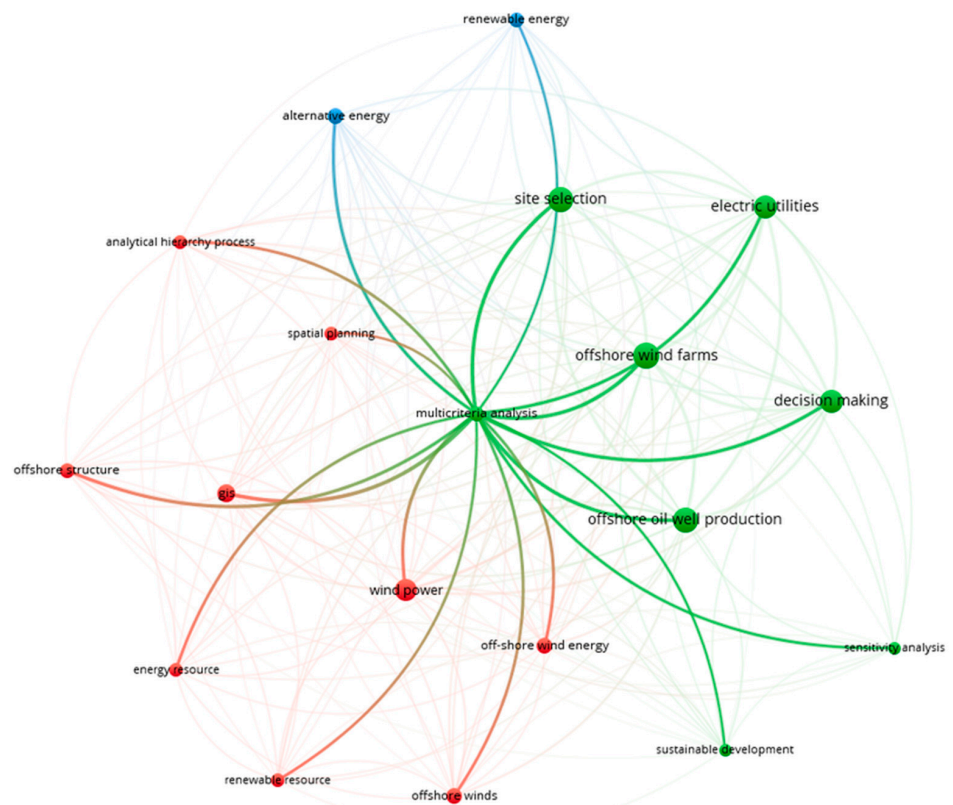 renewable energy
alternative energy
site selection
electric utilities
analytical hierarchy process
spatial planning
offshore wind farms
decision making
multicriteria analysis
offshore structure
gis
offshore oil well production
wind power
off-shore wind energy
sensitivity analysis
energy resource
sustainable development
renewable resource
offshore winds